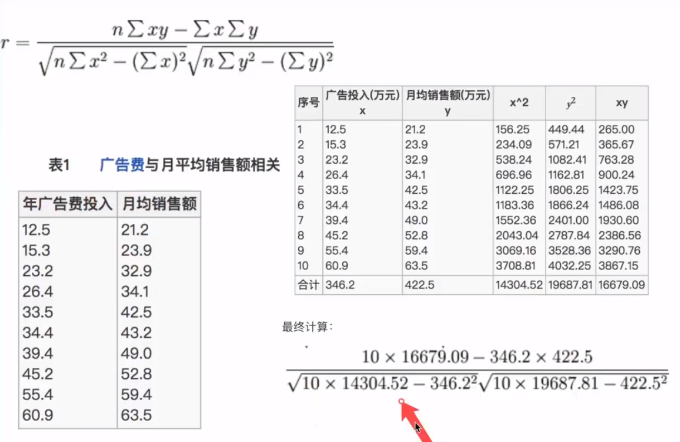 r = \frac{n\sum xy - \sum x \sum y}{\sqrt{n\sum x^2 - (\sum x)^2}\sqrt{n\sum y^2 - (\sum y)^2}}
表1 广告费与月平均销售额相关
年广告费投入 月均销售额
12.5 21.2
15.3 23.9
23.2 32.9
26.4 34.1
33.5 42.5
34.4 43.2
39.4 49.0
45.2 52.8
55.4 59.4
60.9 63.5
序号 广告投入(万元) x 月均销售额(万元) y x^2 y² xy
1 12.5 21.2 156.25 449.44 265.00
2 15.3 23.9 234.09 571.21 365.67
3 23.2 32.9 538.24 1082.41 763.28
4 26.4 34.1 696.96 1162.81 900.24
5 33.5 42.5 1122.25 1806.25 1423.75
6 34.4 43.2 1183.36 1866.24 1486.08
7 39.4 49.0 1552.36 2401.00 1930.60
8 45.2 52.8 2043.04 2787.84 2386.56
9 55.4 59.4 3069.16 3528.36 3290.76
10 60.9 63.5 3708.81 4032.25 3867.15
合计 346.2 422.5 14304.52 19687.81 16679.09
最终计算：
\frac{10 × 16679.09 − 346.2 × 422.5}{\sqrt{10 × 14304.52 − 346.2^2}\sqrt{10 × 19687.81 − 422.5^2}}